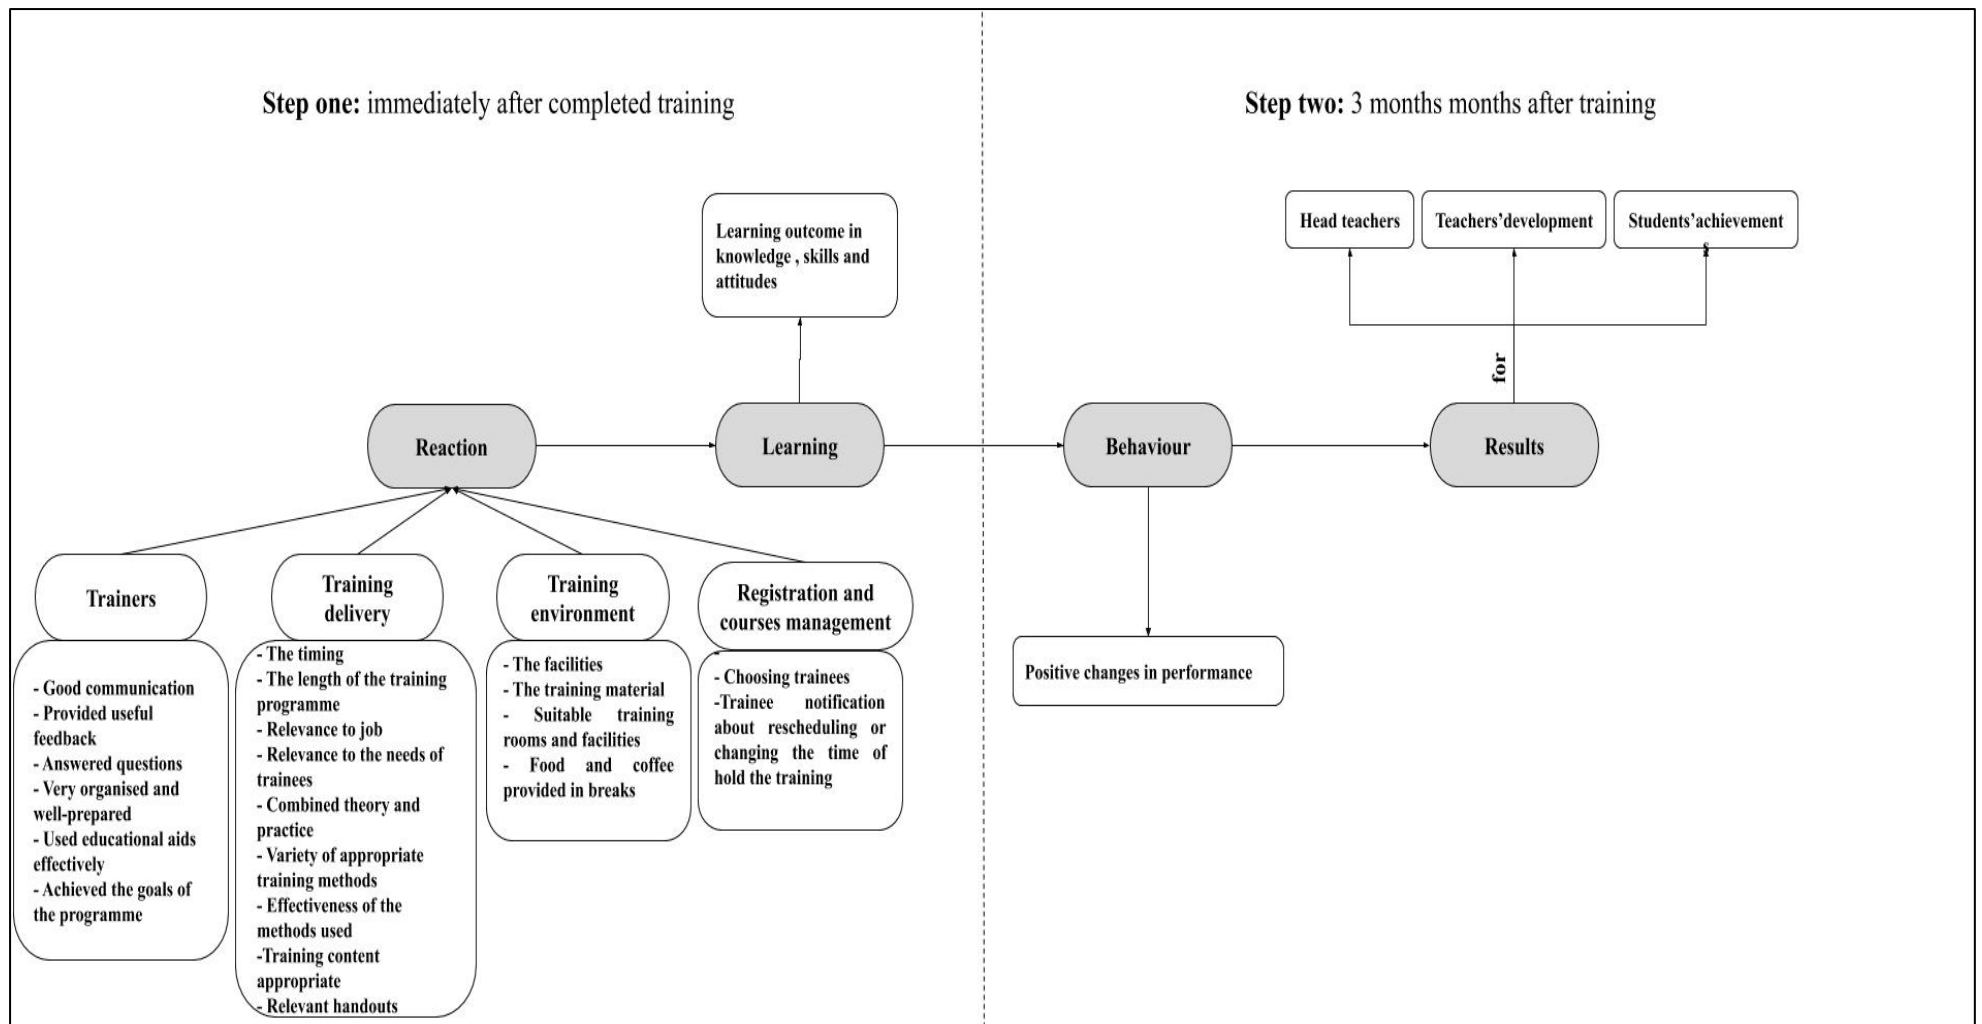 Step one: immediately after completed training
Step two: 3 months months after training
Learning outcome in
knowledge , skills and
attitudes
Head teachers
Teachers’development
Students’achievement
s
for
Reaction
Learning
Behaviour
Results
Trainers
- Good communication
- Provided useful
feedback
- Answered questions
- Very organised and
well-prepared
- Used educational aids
effectively
- Achieved the goals of
the programme
Training
delivery
- The timing
- The length of the training
programme
- Relevance to job
- Relevance to the needs of
trainees
- Combined theory and
practice
- Variety of appropriate
training methods
- Effectiveness of the
methods used
-Training content
appropriate
- Relevant handouts
Training
environment
- The facilities
- The training material
- Suitable training
rooms and facilities
- Food and coffee
provided in breaks
Registration and
courses management
-
- Choosing trainees
-Trainee notification
about rescheduling or
changing the time of
hold the training
Positive changes in performance